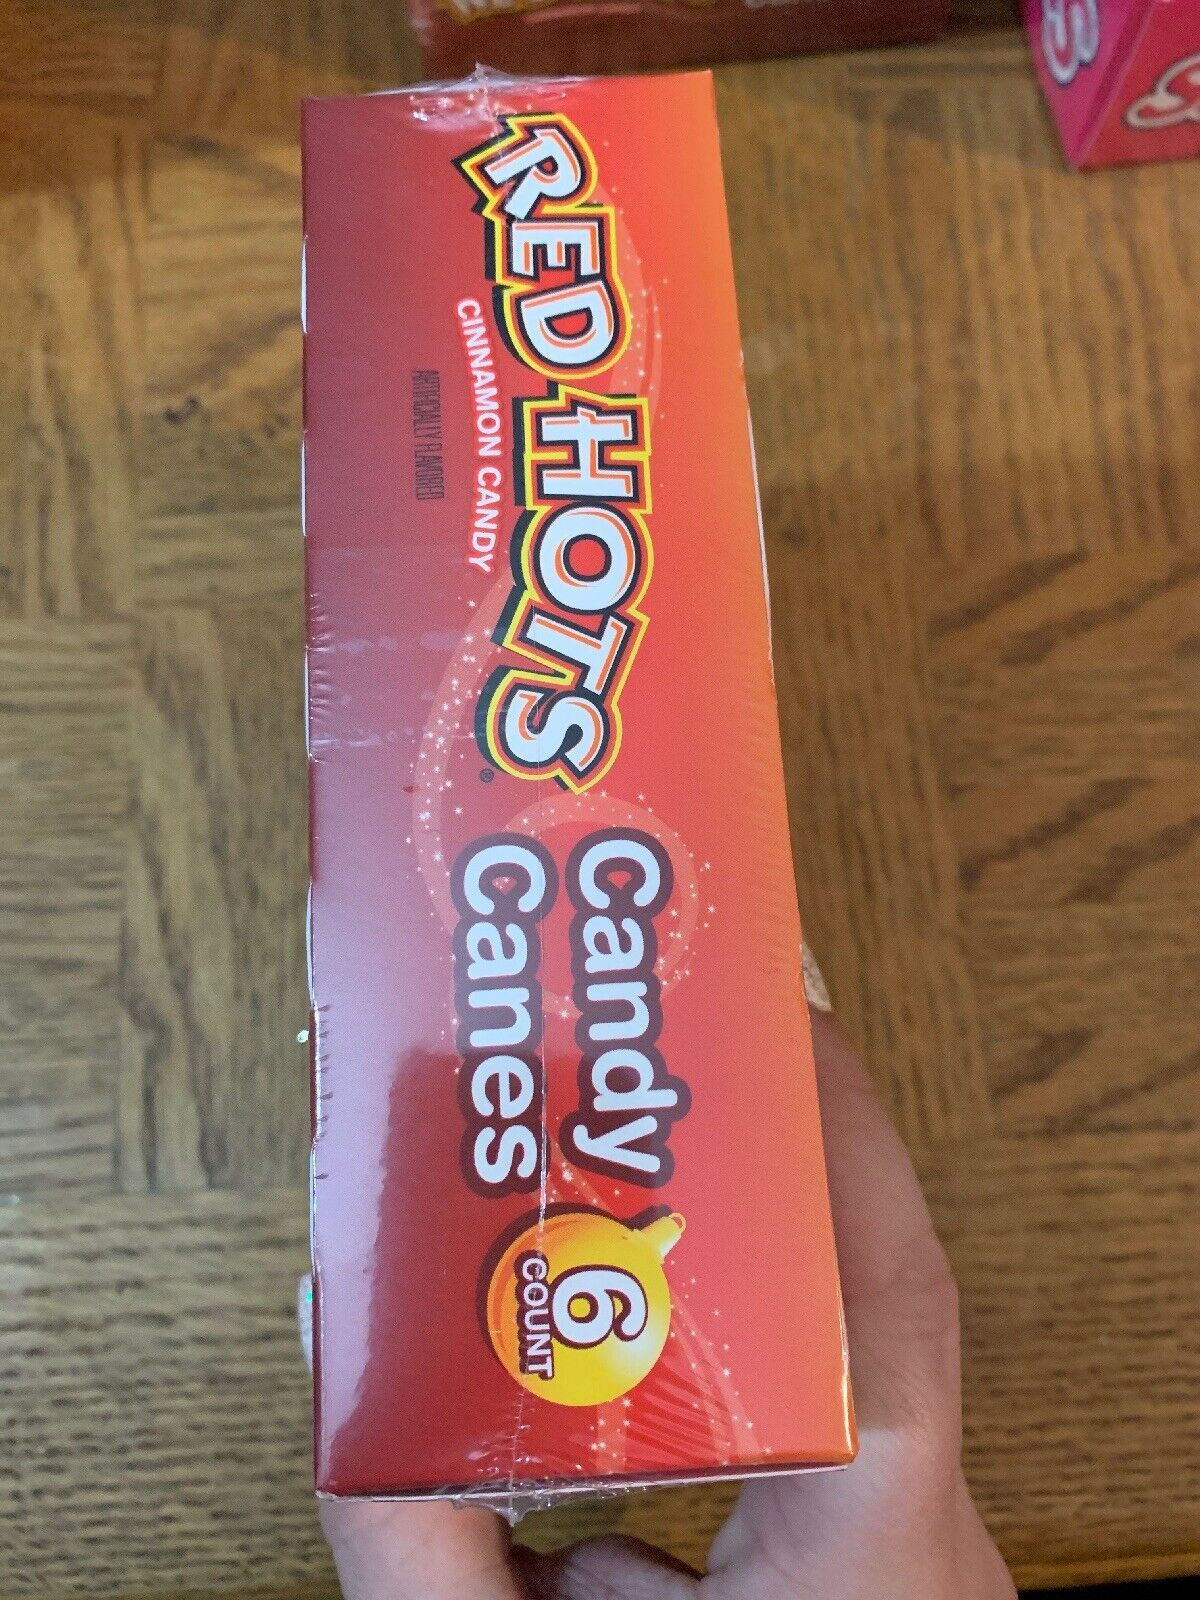 RED HOTS®
CINNAMON CANDY
ARTIFICIALLY FLAVORED
Candy
Canes
6
COUNT